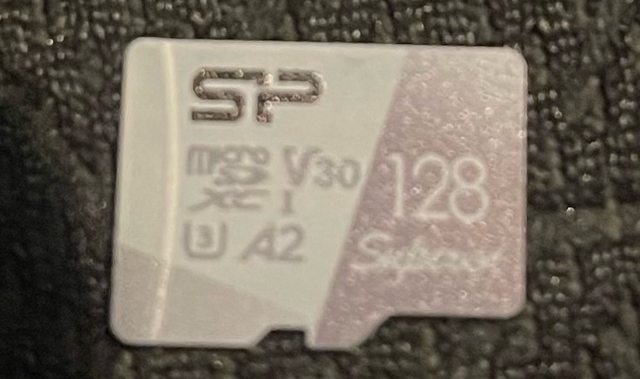 SP
micro SD XC I V30 128
U3 A2 Superior